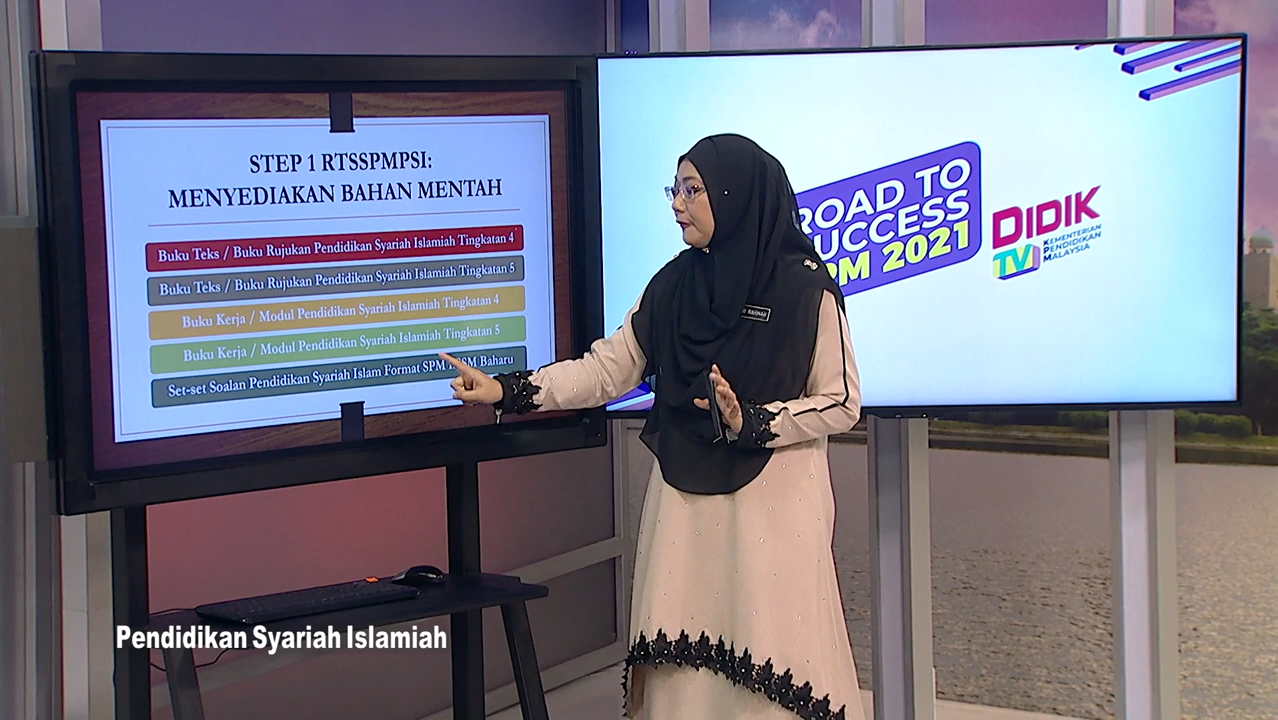 STEP 1 RTSSPMPSI:
MENYEDIAKAN BAHAN MENTAH
Buku Teks / Buku Rujukan Pendidikan Syariah Islamiah Tingkatan 4
Buku Teks / Buku Rujukan Pendidikan Syariah Islamiah Tingkatan 5
Buku Kerja / Modul Pendidikan Syariah Islamiah Tingkatan 4
Buku Kerja / Modul Pendidikan Syariah Islamiah Tingkatan 5
Set-set Soalan Pendidikan Syariah Islam Format SPM Baharu
ROAD TO
2021
DIDIK
TV
KEMENTERIAN
PENDIDIKAN
MALAYSIA
RAHMAH
Pendidikan Syariah Islamiah